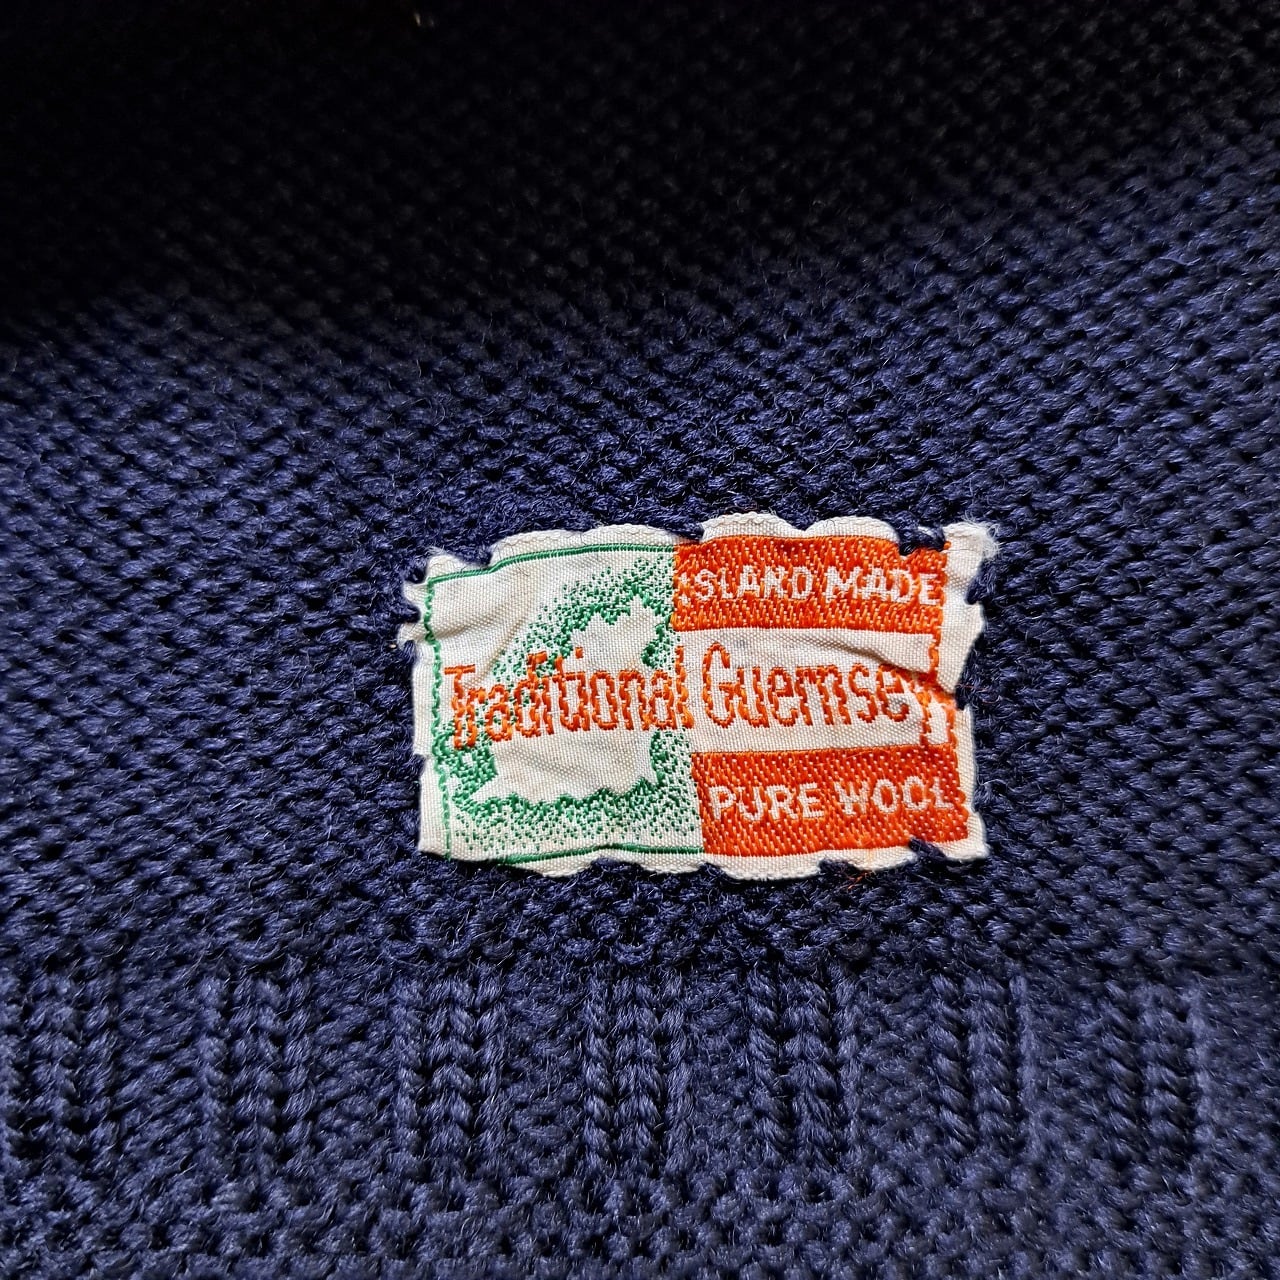 ISLAND MADE
Traditional Guernsey
PURE WOOL